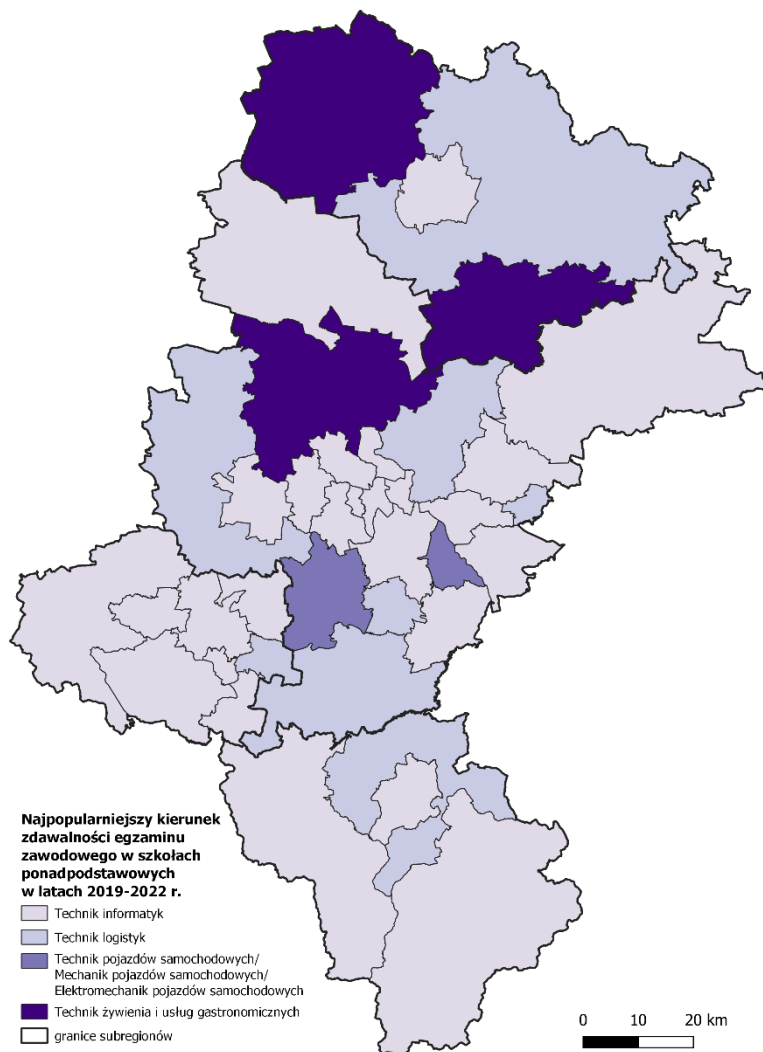 Najpopularniejszy kierunek
zdawalności egzaminu
zawodowego w szkołach
ponadpodstawowych
w latach 2019-2022 r.
Technik informatyk
Technik logistyk
Technik pojazdów samochodowych/
Mechanik pojazdów samochodowych/
Elektromechanik pojazdów samochodowych
Technik żywienia i usług gastronomicznych
granice subregionów
0 10 20 km